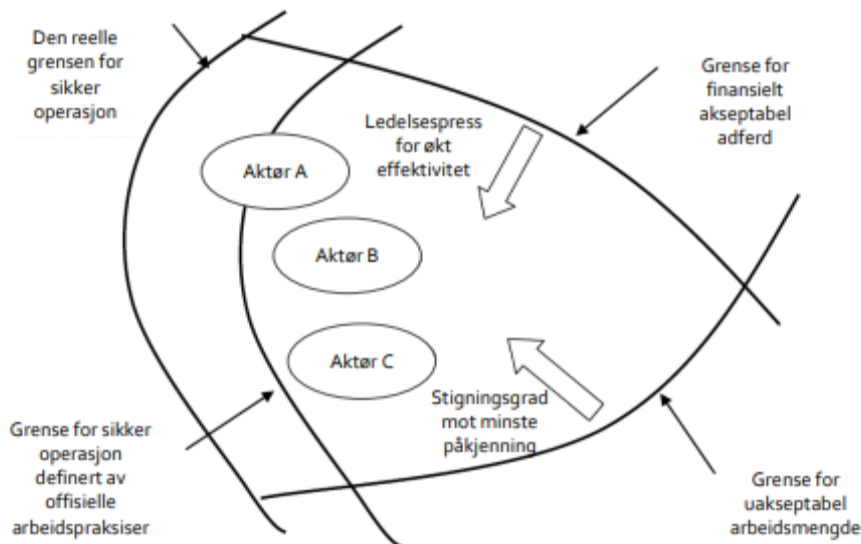 Den reelle
grensen for
sikker
operasjon
Grense for
finansielt
akseptabel
adferd
Ledelsespress
for økt
effektivitet
Aktør A
Aktør B
Aktør C
Stigningsgrad
mot minste
påkjenning
Grense for sikker
operasjon
definert av
offisielle
arbeidspraksiser
Grense for
uakseptabel
arbeidsmengde